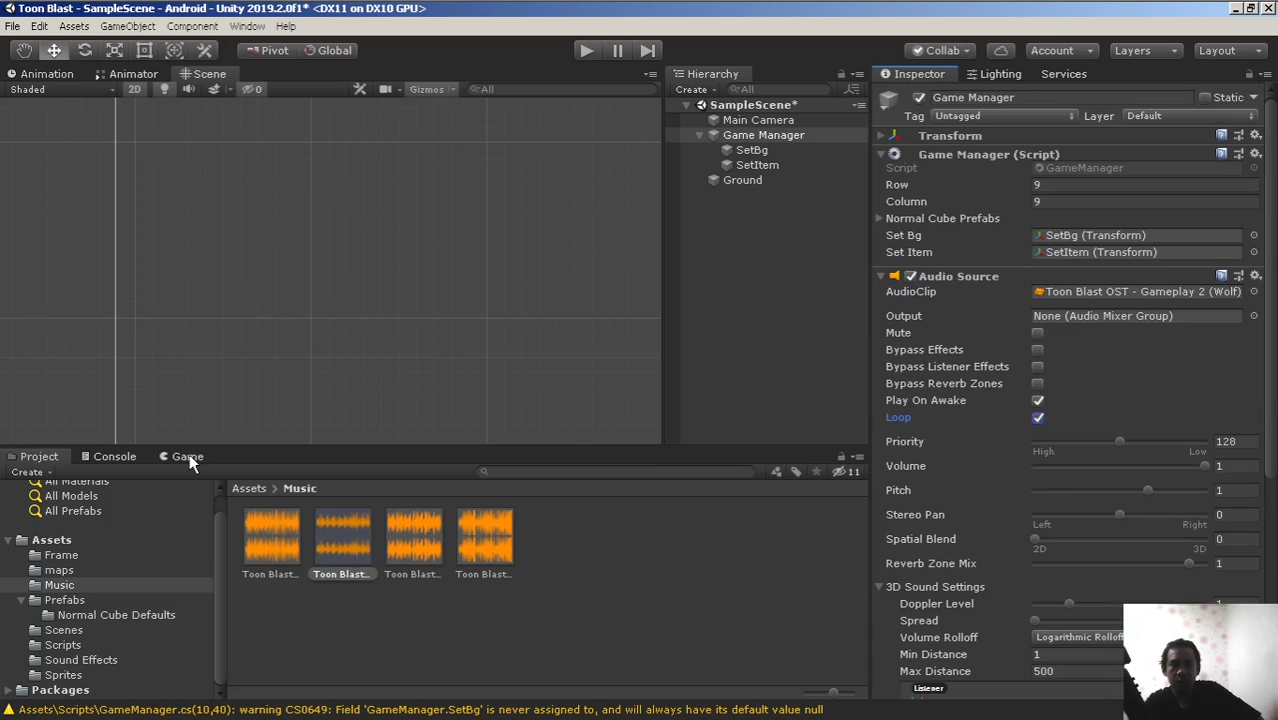 Toon Blast - SampleScene - Android - Unity 2019.2.0f1* <DX11 on DX10 GPU>
File Edit Assets GameObject Component Window Help
Pivot Global Collab Account Layers Layout
Animation Animator Scene Hierarchy Inspector Lighting Services
Shaded 2D 0 Gizmos All Create All
Game Manager Static
Tag Untagged Layer Default
SampleScene*
Main Camera
Game Manager
SetBg
SetItem
Ground
Transform
Game Manager (Script)
Script GameManager
Row 9
Column 9
Normal Cube Prefabs
Set Bg SetBg (Transform)
Set Item SetItem (Transform)
Audio Source
AudioClip Toon Blast OST - Gameplay 2 (Wolf)
Output None (Audio Mixer Group)
Mute
Bypass Effects
Bypass Listener Effects
Bypass Reverb Zones
Play On Awake
Loop
Priority 128
High Low
Volume 1
Pitch 1
Stereo Pan 0
Left Right
Spatial Blend 0
2D 3D
Reverb Zone Mix 1
3D Sound Settings
Doppler Level
Spread
Volume Rolloff Logarithmic Rolloff
Min Distance 1
Max Distance 500
Listener
Project Console Game
Create 11
All Materials
All Models
All Prefabs
Assets
Frame
maps
Music
Prefabs
Normal Cube Defaults
Scenes
Scripts
Sound Effects
Sprites
Packages
Assets Music
Toon Blast... Toon Blast... Toon Blast... Toon Blast...
Assets\Scripts\GameManager.cs(10,40): warning CS0649: Field 'GameManager.SetBg' is never assigned to, and will always have its default value null